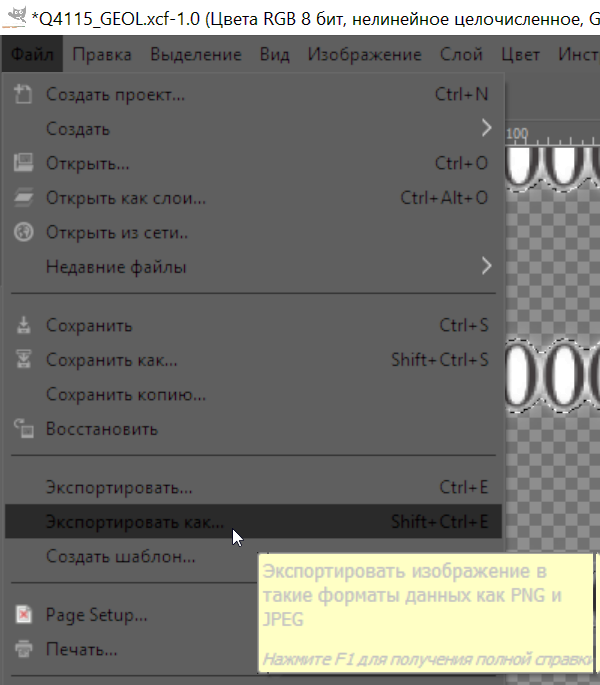 *Q4115_GEOL.xcf-1.0 (Цвета RGB 8 бит, нелинейное целочисленное, G
Файл Правка Выделение Вид Изображение Слой Цвет Инст
Создать проект... Ctrl+N
Создать
100
Открыть... Ctrl+O
Открыть как слои... Ctrl+Alt+O
Открыть из сети..
Недавние файлы
Сохранить Ctrl+S
Сохранить как... Shift+Ctrl+S
Сохранить копию...
Восстановить
Экспортировать... Ctrl+E
Экспортировать как... Shift+Ctrl+E
Создать шаблон...
Экспортировать изображение в
такие форматы данных как PNG и
JPEG
Нажмите F1 для получения полной справки
Page Setup...
Печать...